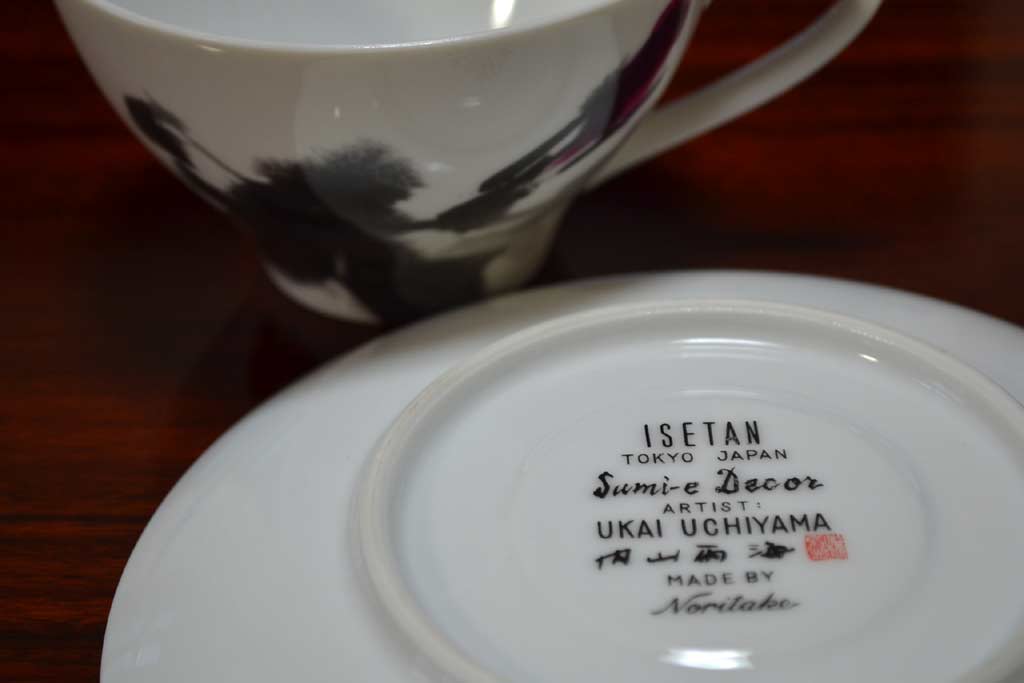 ISETAN
TOKYO JAPAN
Sumi-e Decor
ARTIST:
UKAI UCHIYAMA
内山雨海
MADE BY
Noritake